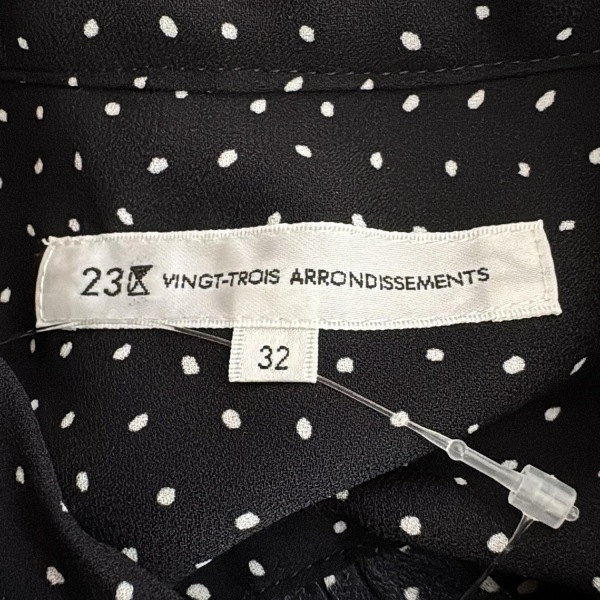 23区 VINGT-TROIS ARRONDISSEMENTS
32